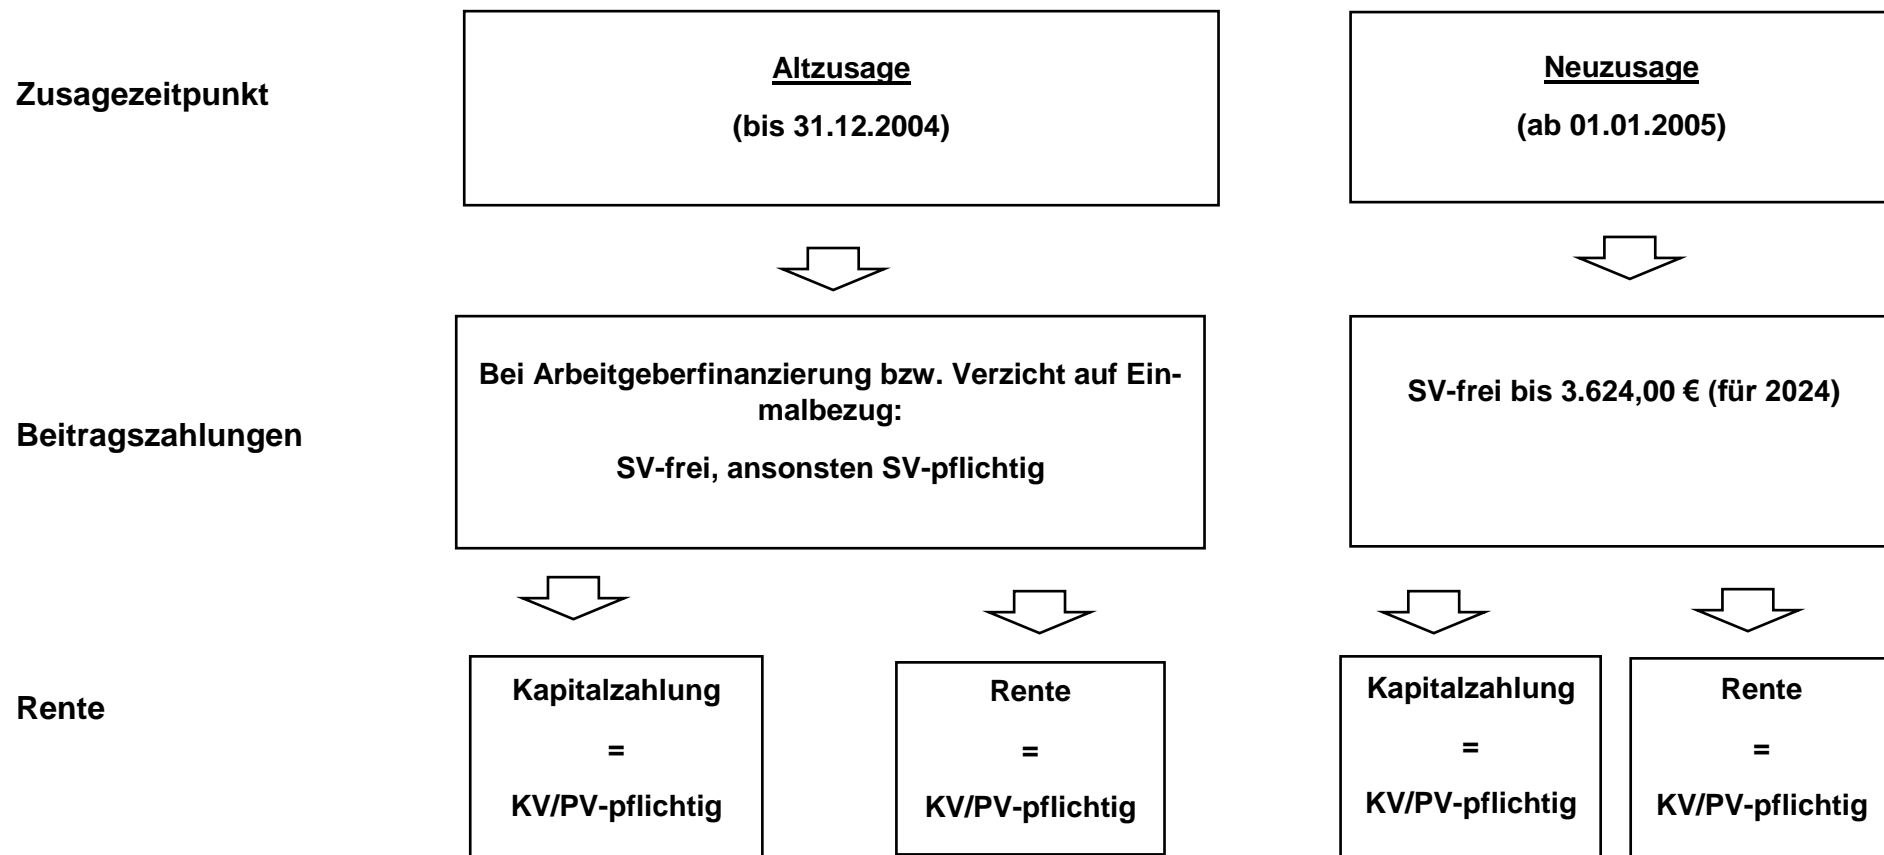 Zusagezeitpunkt
Altzusage
(bis 31.12.2004)
Neuzusage
(ab 01.01.2005)
Beitragszahlungen
Bei Arbeitgeberfinanzierung bzw. Verzicht auf Ein-
malbezug:
SV-frei, ansonsten SV-pflichtig
SV-frei bis 3.624,00 € (für 2024)
Rente
Kapitalzahlung
=
KV/PV-pflichtig
Rente
=
KV/PV-pflichtig
Kapitalzahlung
=
KV/PV-pflichtig
Rente
=
KV/PV-pflichtig